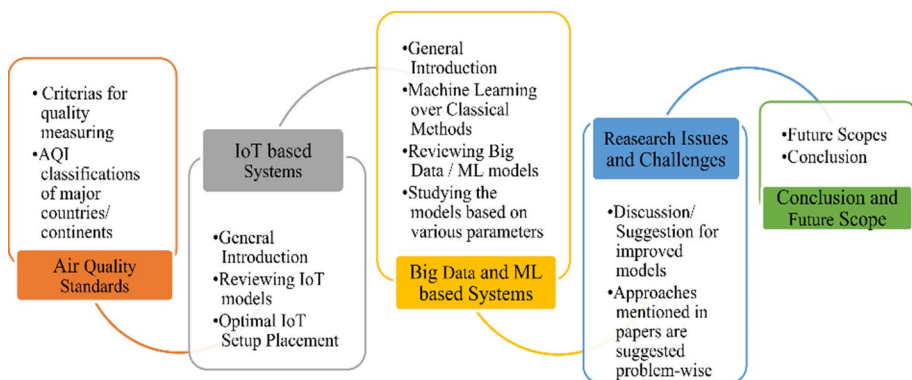 • Criterias for
quality
measuring
• AQI
classifications
of major
countries/
continents
Air Quality
Standards
IoT based
Systems
•General
Introduction
•Reviewing IoT
models
•Optimal IoT
Setup Placement
•General
Introduction
•Machine Learning
over Classical
Methods
•Reviewing Big
Data / ML models
•Studying the
models based on
various parameters
Big Data and ML
based Systems
Reasearch Issues
and Challenges
•Discussion/
Suggestion for
improved
models
•Approaches
mentioned in
papers are
suggested
problem-wise
•Future Scopes
•Conclusion
Conclusion and
Future Scope